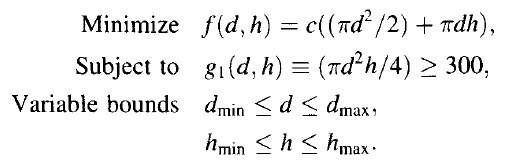 Minimize f(d, h) = c((πd²/2) + πdh),
Subject to g₁(d, h) ≡ (πd²h/4) ≥ 300,
Variable bounds d_min ≤ d ≤ d_max,
h_min ≤ h ≤ h_max.